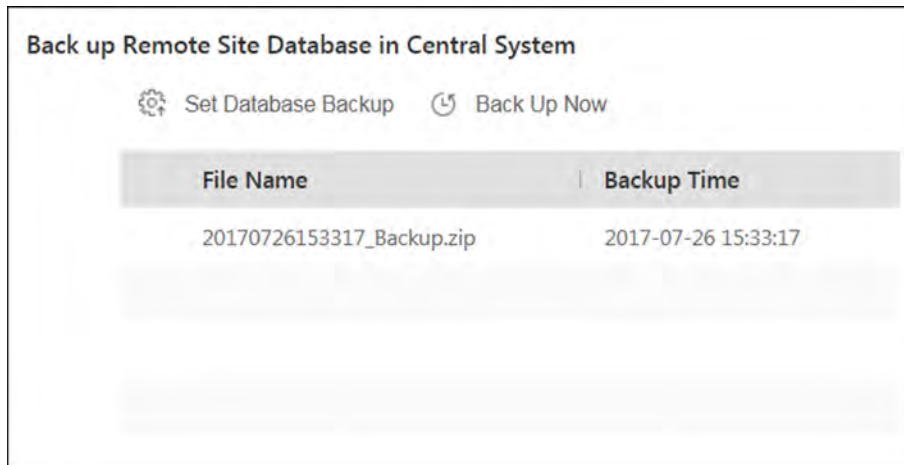 Back up Remote Site Database in Central System
Set Database Backup Back Up Now
File Name Backup Time
20170726153317_Backup.zip 2017-07-26 15:33:17